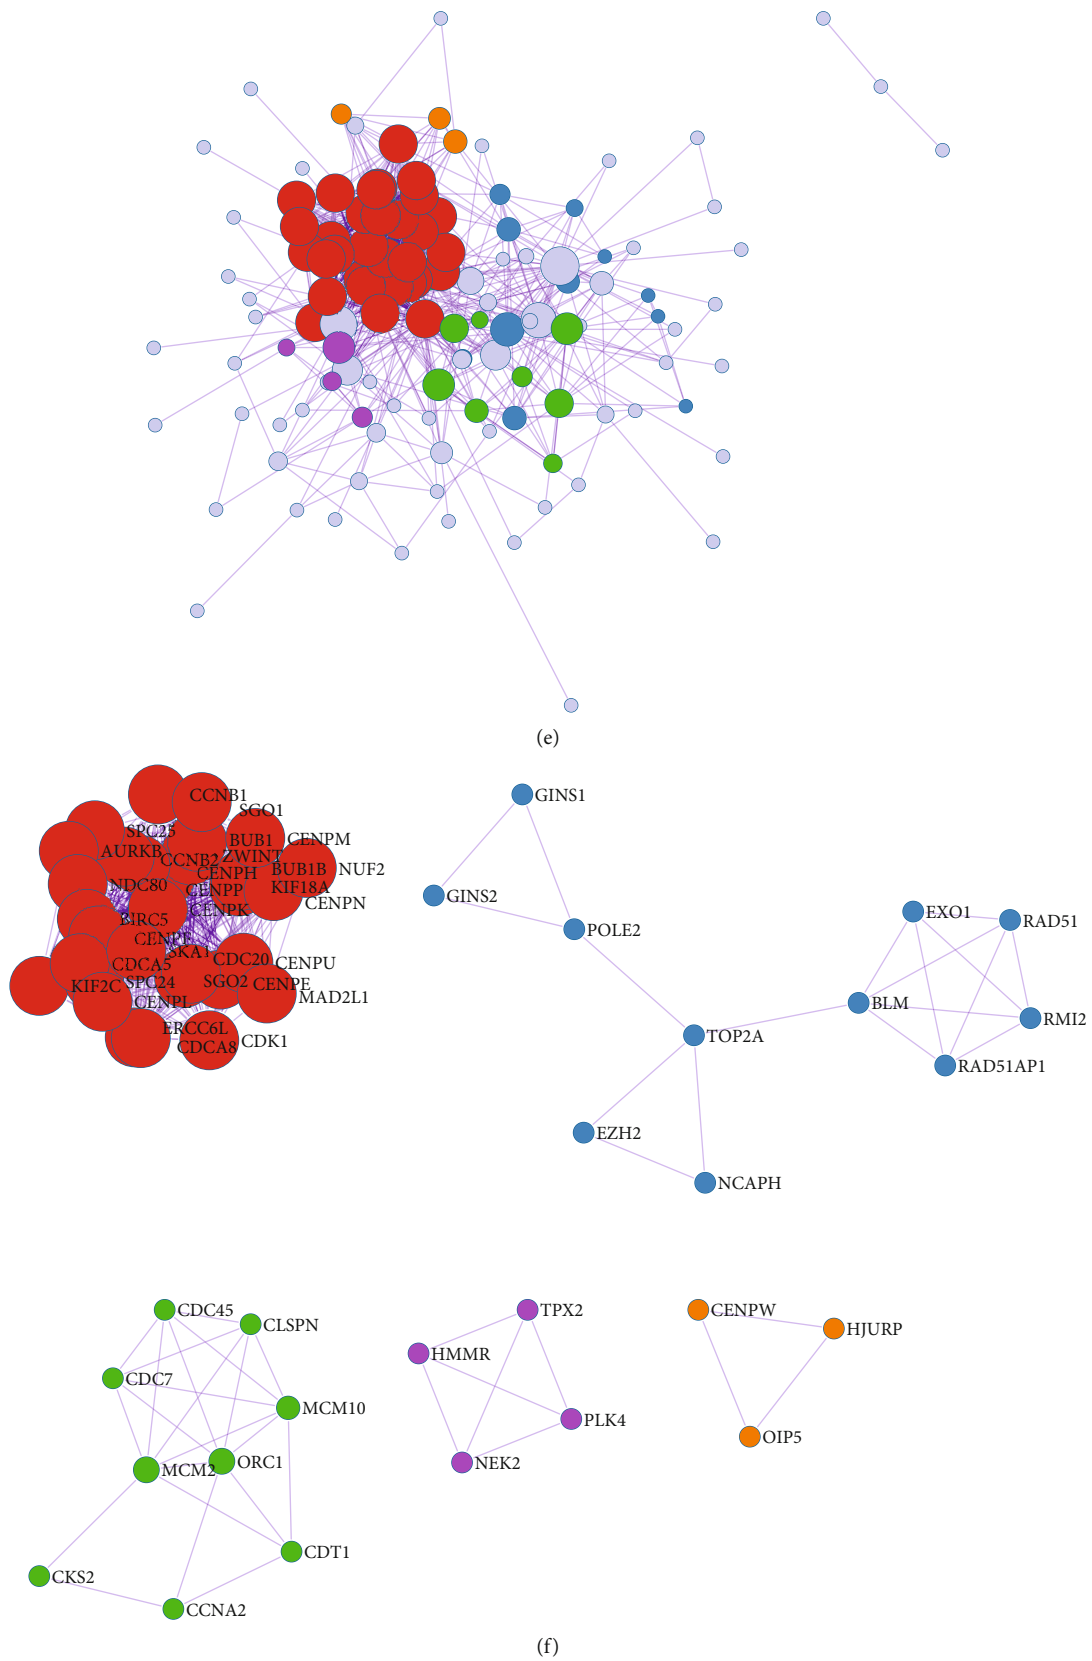 (e)
CCNB1
SGO1
SPC25
BUB1
CENPM
AURKB
CCNB2
ZWINT
CENPH
BUB1B
NUF2
NDC80
CENPP
KIF18A
CENPK
CENPN
BIRC5
SKA1
CDCA5
CDC20
CENPU
KIF2C
SPC24
SGO2
CENPE
MAD2L1
CENPL
ERCC6L
CDCA8
CDK1
GINS1
GINS2
POLE2
EXO1
RAD51
BLM
RMI2
TOP2A
RAD51AP1
EZH2
NCAPH
CDC45
CLSPN
CDC7
MCM10
MCM2
ORC1
CDT1
CKS2
CCNA2
TPX2
HMMR
PLK4
NEK2
CENPW
HJURP
OIP5
(f)